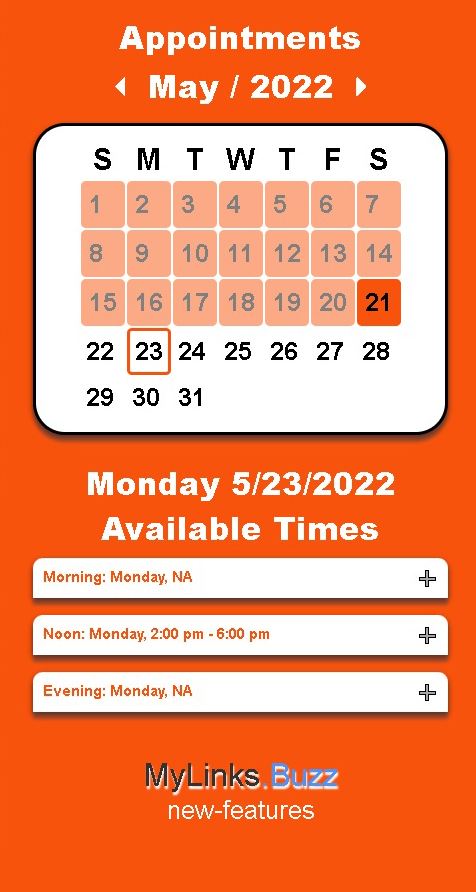 Appointments
May / 2022
S M T W T F S
1 2 3 4 5 6 7
8 9 10 11 12 13 14
15 16 17 18 19 20 21
22 23 24 25 26 27 28
29 30 31
Monday 5/23/2022
Available Times
Morning: Monday, NA
Noon: Monday, 2:00 pm - 6:00 pm
Evening: Monday, NA
MyLinks.Buzz
new-features